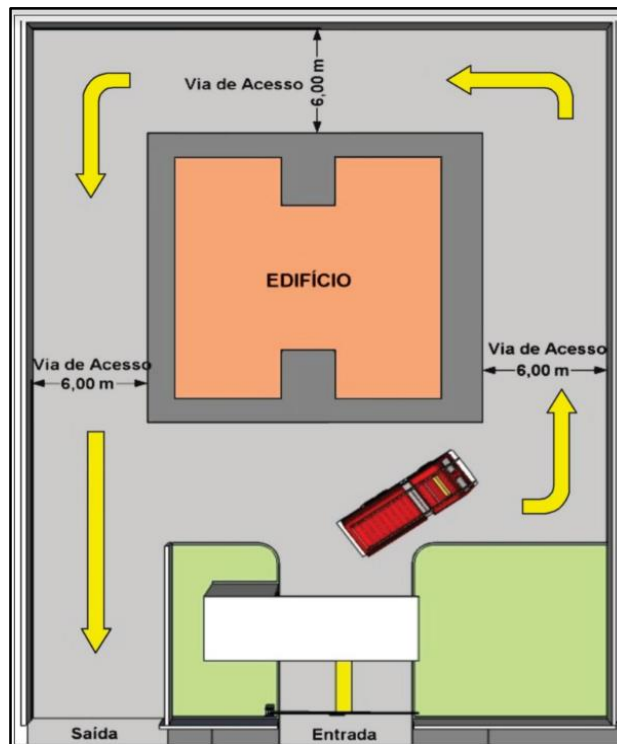 Via de Acesso
6,00 m
EDIFÍCIO
Via de Acesso
6,00 m
Via de Acesso
6,00 m
Saída
Entrada